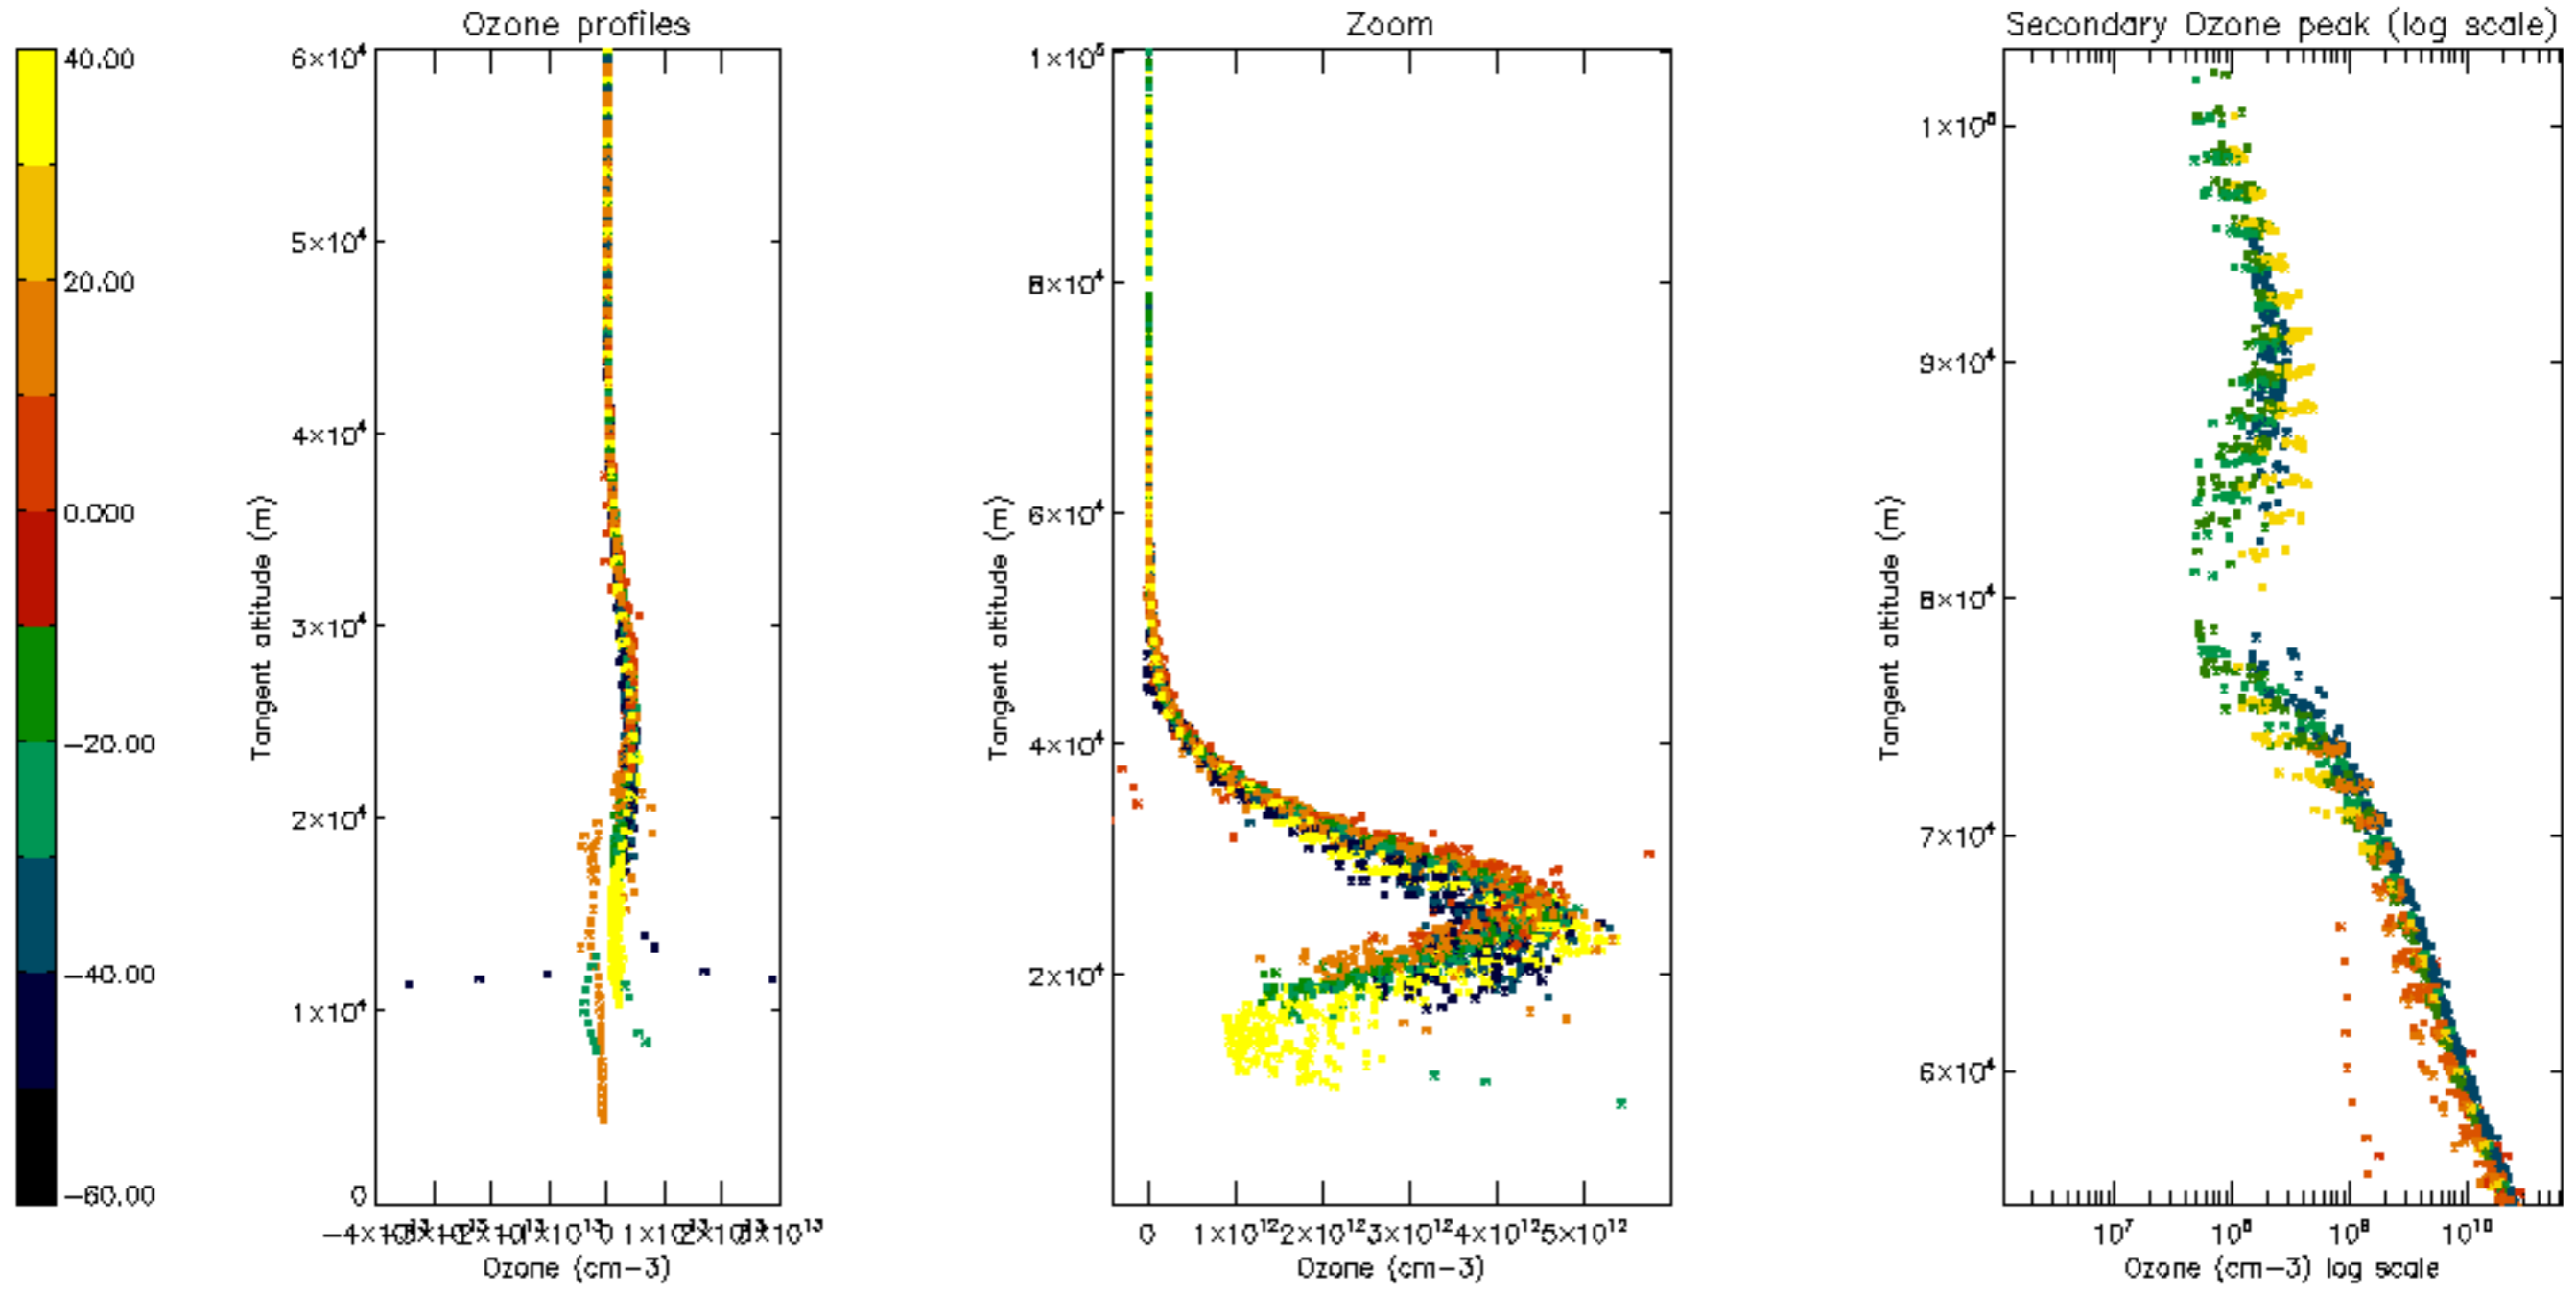 Ozone profiles
Zoom
Secondary Ozone peak (log scale)
40.00
20.00
0.000
−20.00
−40.00
−60.00
6×10⁴
5×10⁴
4×10⁴
3×10⁴
2×10⁴
1×10⁴
0
Tangent altitude (m)
0 1×10¹³
Ozone (cm−3)
1×10⁵
8×10⁴
6×10⁴
4×10⁴
2×10⁴
Tangent altitude (m)
0 1×10¹² 2×10¹² 3×10¹² 4×10¹² 5×10¹²
Ozone (cm−3)
9×10⁴
8×10⁴
7×10⁴
6×10⁴
Tangent altitude (m)
10⁷ 10⁸ 10⁹ 10¹⁰
Ozone (cm−3) log scale